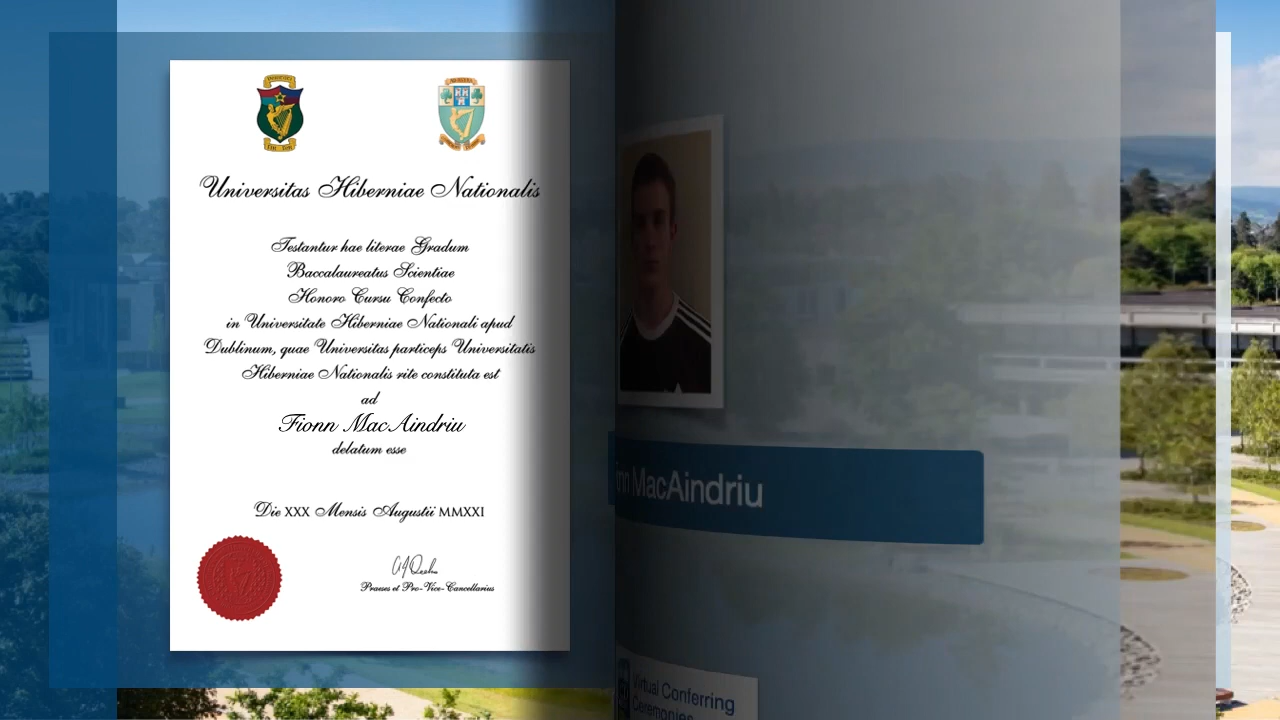 Universitas Hiberniae Nationalis
Testantur hae literae Gradum
Baccalaureatus Scientiae
Honoro Cursu Confecto
in Universitate Hiberniae Nationali apud
Dublinum, quae Universitas particeps Universitatis
Hiberniae Nationalis rite constituta est
ad
Fionn MacAindriu
delatum esse
Die XXX Mensis Augustii MMXXI
Praeses et Pro-Vice-Cancellarius
nn MacAindriu
Virtual Conferring
Ceremonies